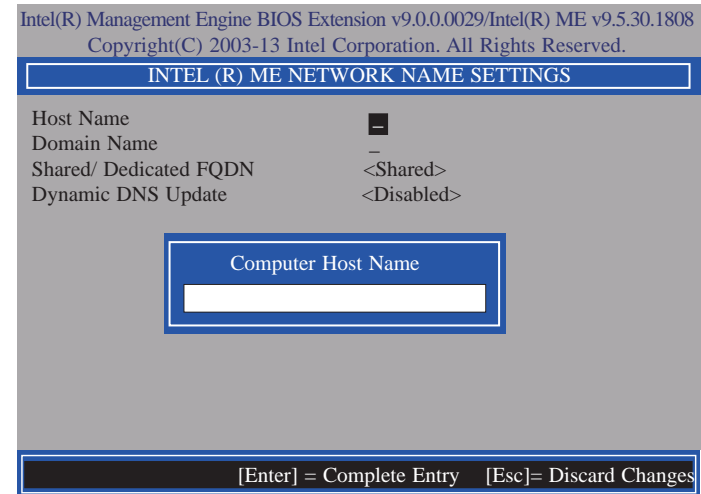 Intel(R) Management Engine BIOS Extension v9.0.0.0029/Intel(R) ME v9.5.30.1808
Copyright(C) 2003-13 Intel Corporation. All Rights Reserved.
INTEL (R) ME NETWORK NAME SETTINGS
Host Name _
Domain Name _
Shared/ Dedicated FQDN <Shared>
Dynamic DNS Update <Disabled>
Computer Host Name
[Enter] = Complete Entry [Esc]= Discard Changes